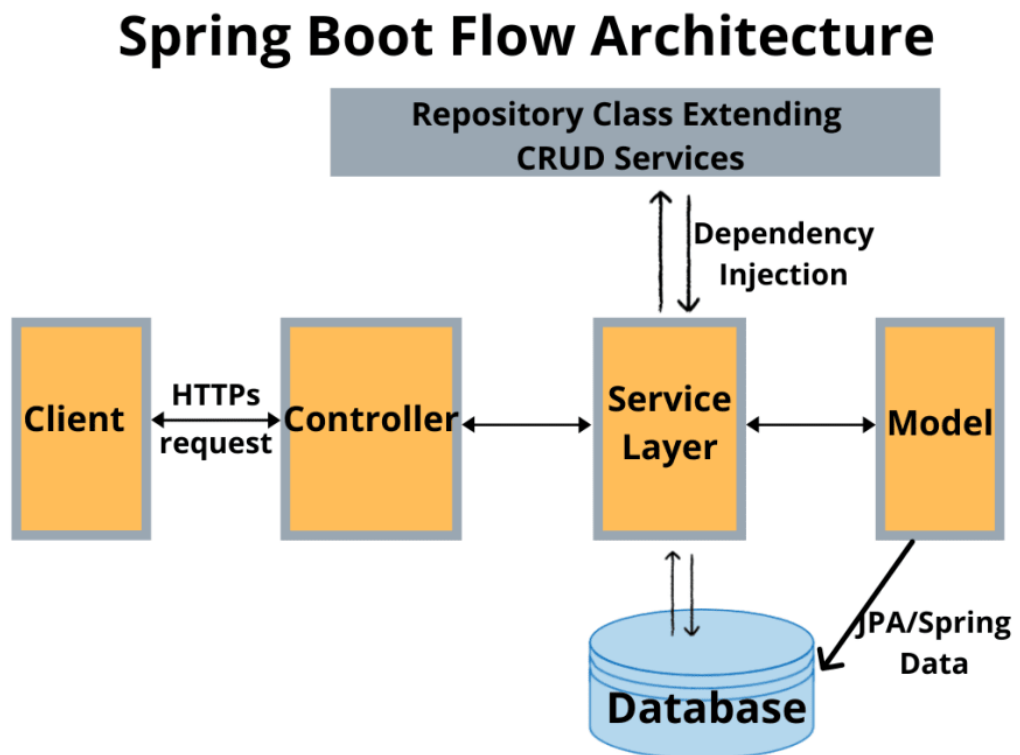 Spring Boot Flow Architecture
Repository Class Extending
CRUD Services
Dependency
Injection
Client
HTTPs
request
Controller
Service
Layer
Model
JPA/Spring
Data
Database